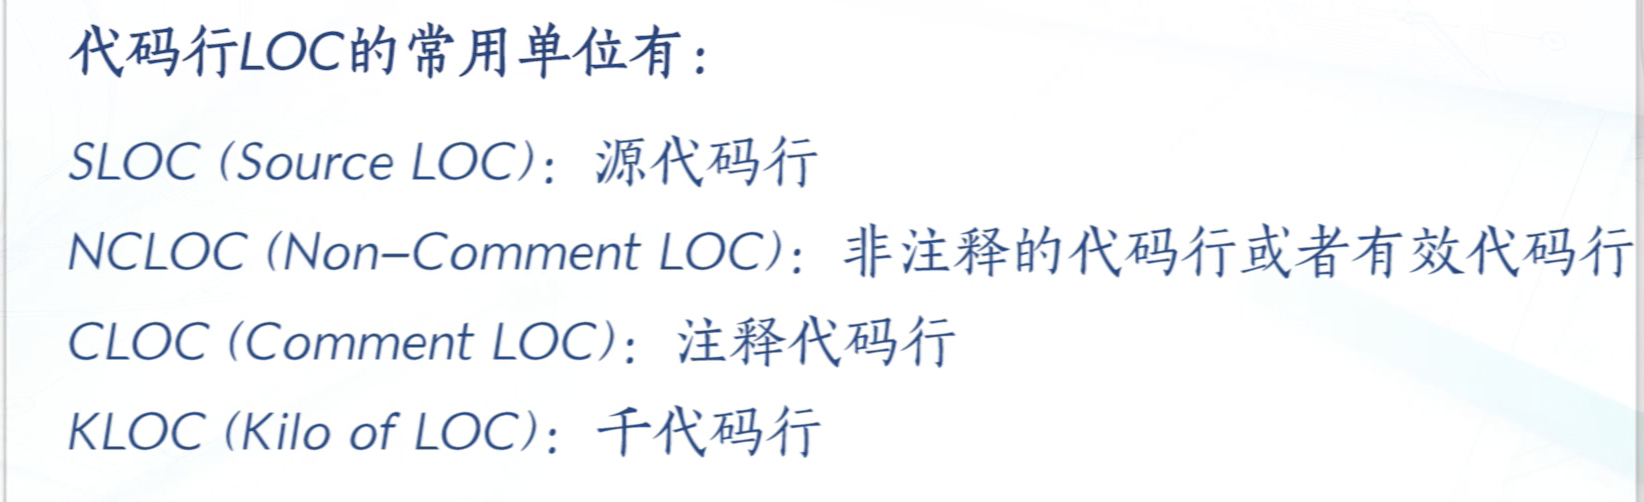 代码行LOC的常用单位有：
SLOC (Source LOC)：源代码行
NCLOC (Non-Comment LOC)：非注释的代码行或者有效代码行
CLOC (Comment LOC)：注释代码行
KLOC (Kilo of LOC)：千代码行